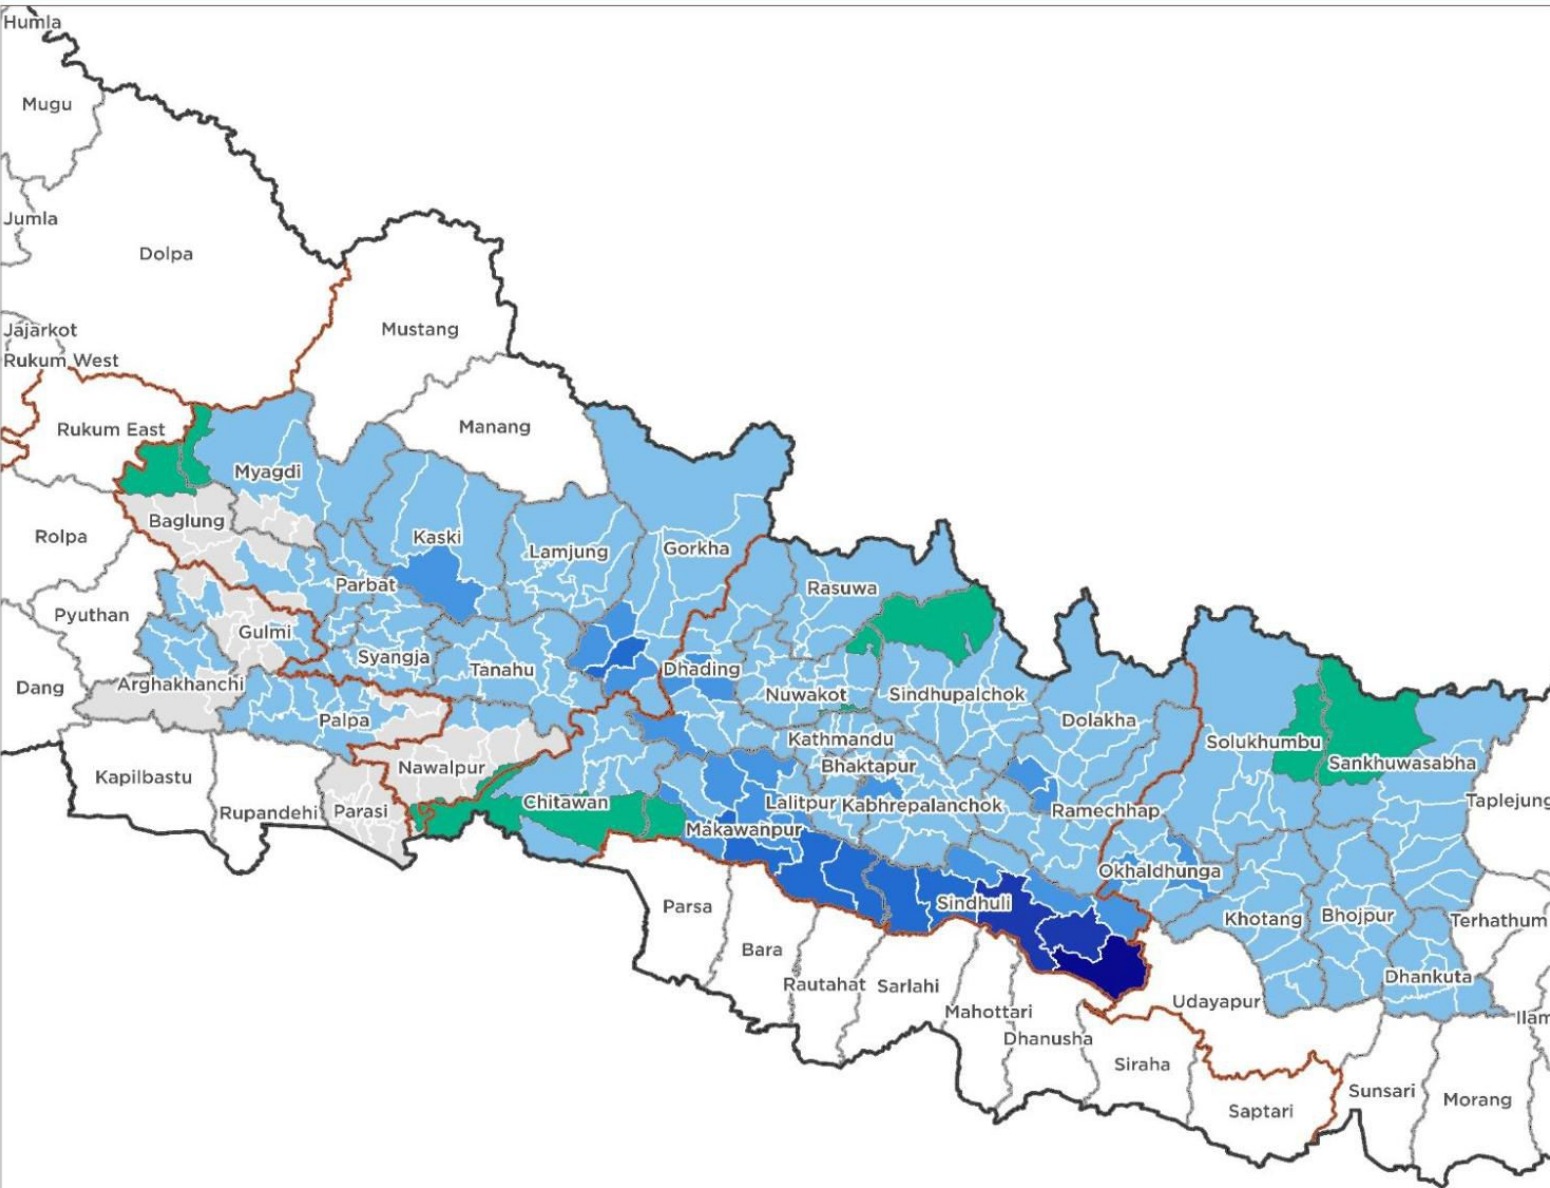 Humla
Mugu
Jumla
Dolpa
Jajarkot
Mustang
Rukum West
Rukum East
Manang
Myagdi
Baglung
Rolpa
Kaski
Lamjung
Gorkha
Parbat
Rasuwa
Pyuthan
Gulmi
Syangja
Tanahu
Dhading
Dang
Arghakhanchi
Nuwakot
Sindhupalchok
Palpa
Dolakha
Kathmandu
Solukhumbu
Nawalpur
Bhaktapur
Sankhuwasabha
Kapilbastu
Rupandehi
Parasi
Chitawan
Lalitpur
Kabhrepalanchok
Ramechhap
Taplejung
Makawanpur
Okhaldhunga
Parsa
Sindhuli
Khotang
Bhojpur
Terhathum
Bara
Rautahat
Sarlahi
Dhankuta
Udayapur
Mahottari
Ilam
Dhanusha
Siraha
Saptari
Sunsari
Morang